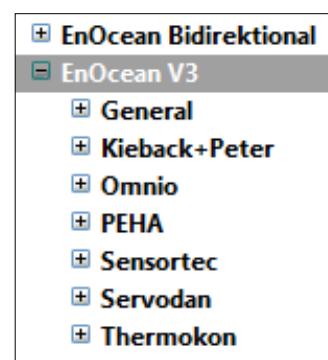 EnOcean Bidirektional
EnOcean V3
General
Kieback+Peter
Omnio
PEHA
Sensortec
Servodan
Thermokon